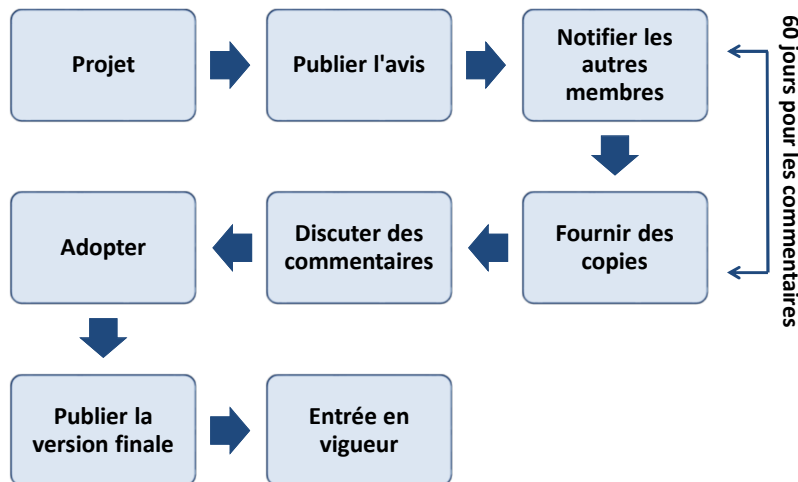 Projet
Publier l'avis
Notifier les
autres
membres
60 jours pour les commentaires
Fournir des
copies
Discuter des
commentaires
Adopter
Publier la
version finale
Entrée en
vigueur